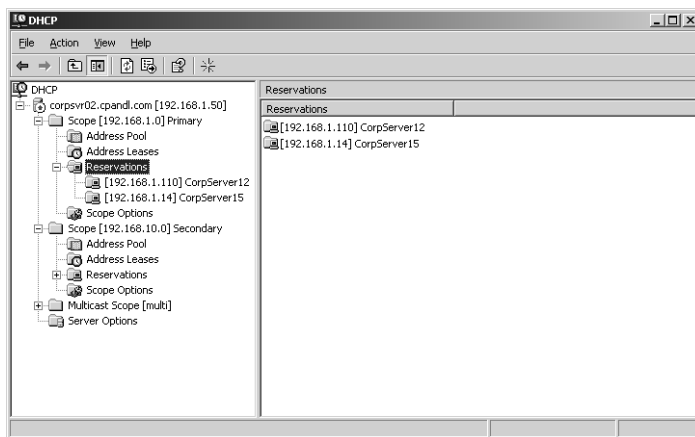 DHCP
File Action View Help
DHCP
corpsvr02.cpandl.com [192.168.1.50]
Scope [192.168.1.0] Primary
Address Pool
Address Leases
Reservations
[192.168.1.110] CorpServer12
[192.168.1.14] CorpServer15
Scope Options
Scope [192.168.10.0] Secondary
Address Pool
Address Leases
Reservations
Scope Options
Multicast Scope [multi]
Server Options
Reservations
Reservations
[192.168.1.110] CorpServer12
[192.168.1.14] CorpServer15